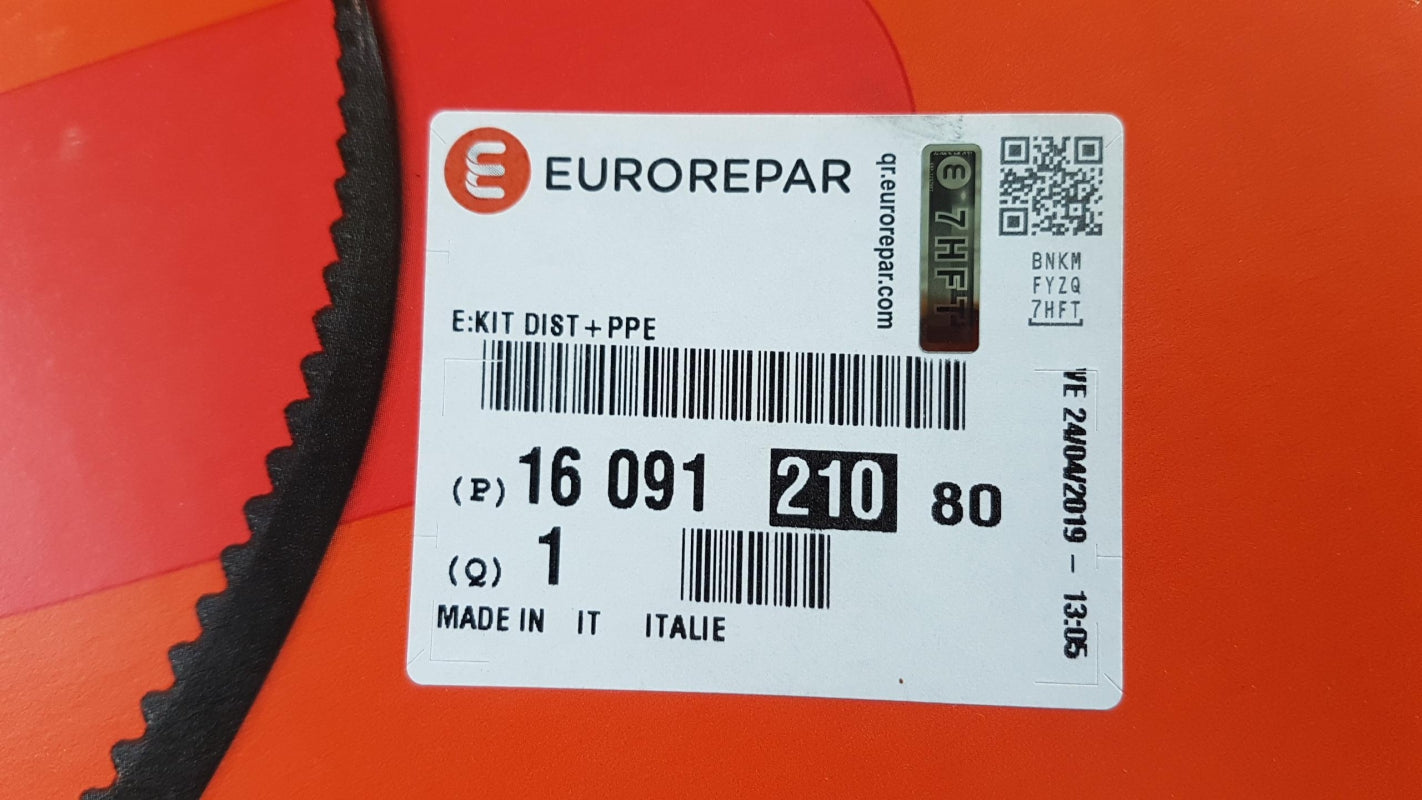 EUROREPAR
qr.eurorepar.com
7HFT
BNKM
FYZQ
7HFT
E:KIT DIST+PPE
(P) 16 091 210 80
(Q) 1
MADE IN IT ITALIE
VE 24/04/2019 - 13:05